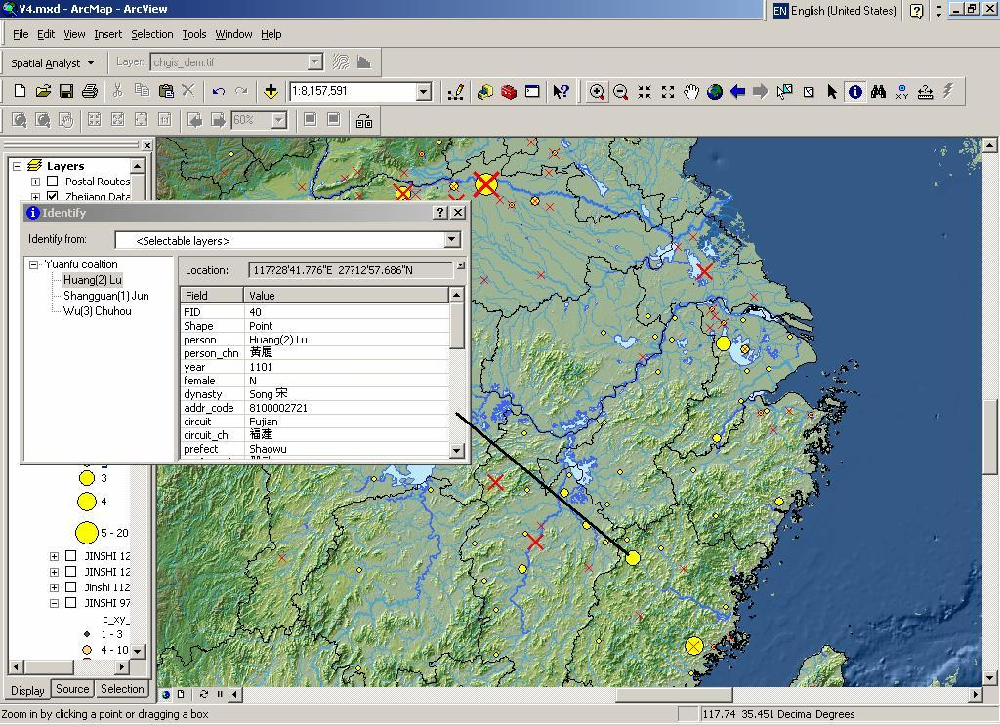 V4.mxd - ArcMap - ArcView
EN English (United States)
File Edit View Insert Selection Tools Window Help
Spatial Analyst Layer: chgis_dem.tif
1:8,157,591
60%
Layers
Postal Routes
Zhejiang Data
Identify
Identify from: <Selectable layers>
Yuanfu coaltion
Huang(2) Lu
Shangguan(1) Jun
Wu(3) Chuhou
Location: 117?28'41.776"E 27?12'57.686"N
Field Value
FID 40
Shape Point
person Huang(2) Lu
person_chn 黃履
year 1101
female N
dynasty Song 宋
addr_code 8100002721
circuit Fujian
circuit_ch 福建
prefect Shaowu
3
4
5 - 20
JINSHI 12
JINSHI 12
Jinshi 112
JINSHI 97
c_xy_
1 - 3
4 - 10
Display Source Selection
Zoom in by clicking a point or dragging a box
117.74 35.451 Decimal Degrees